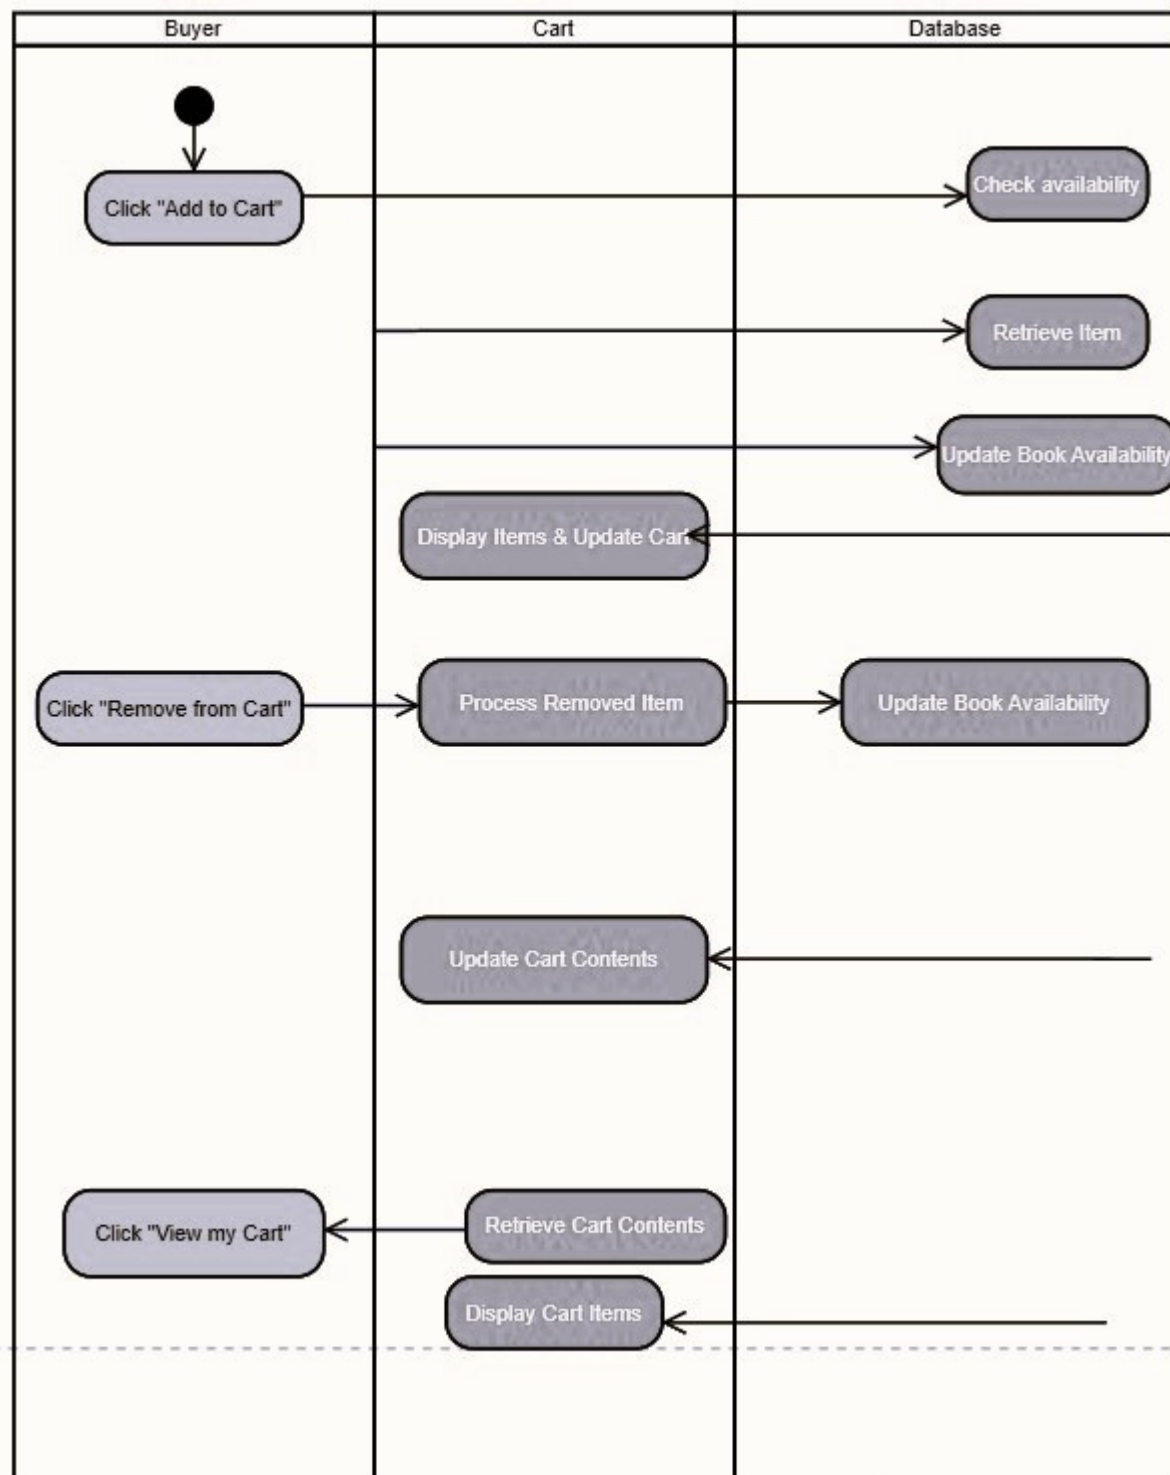 Buyer
Cart
Database
Click "Add to Cart"
Check availability
Retrieve Item
Update Book Availability
Display Items & Update Cart
Click "Remove from Cart"
Process Removed Item
Update Book Availability
Update Cart Contents
Click "View my Cart"
Retrieve Cart Contents
Display Cart Items